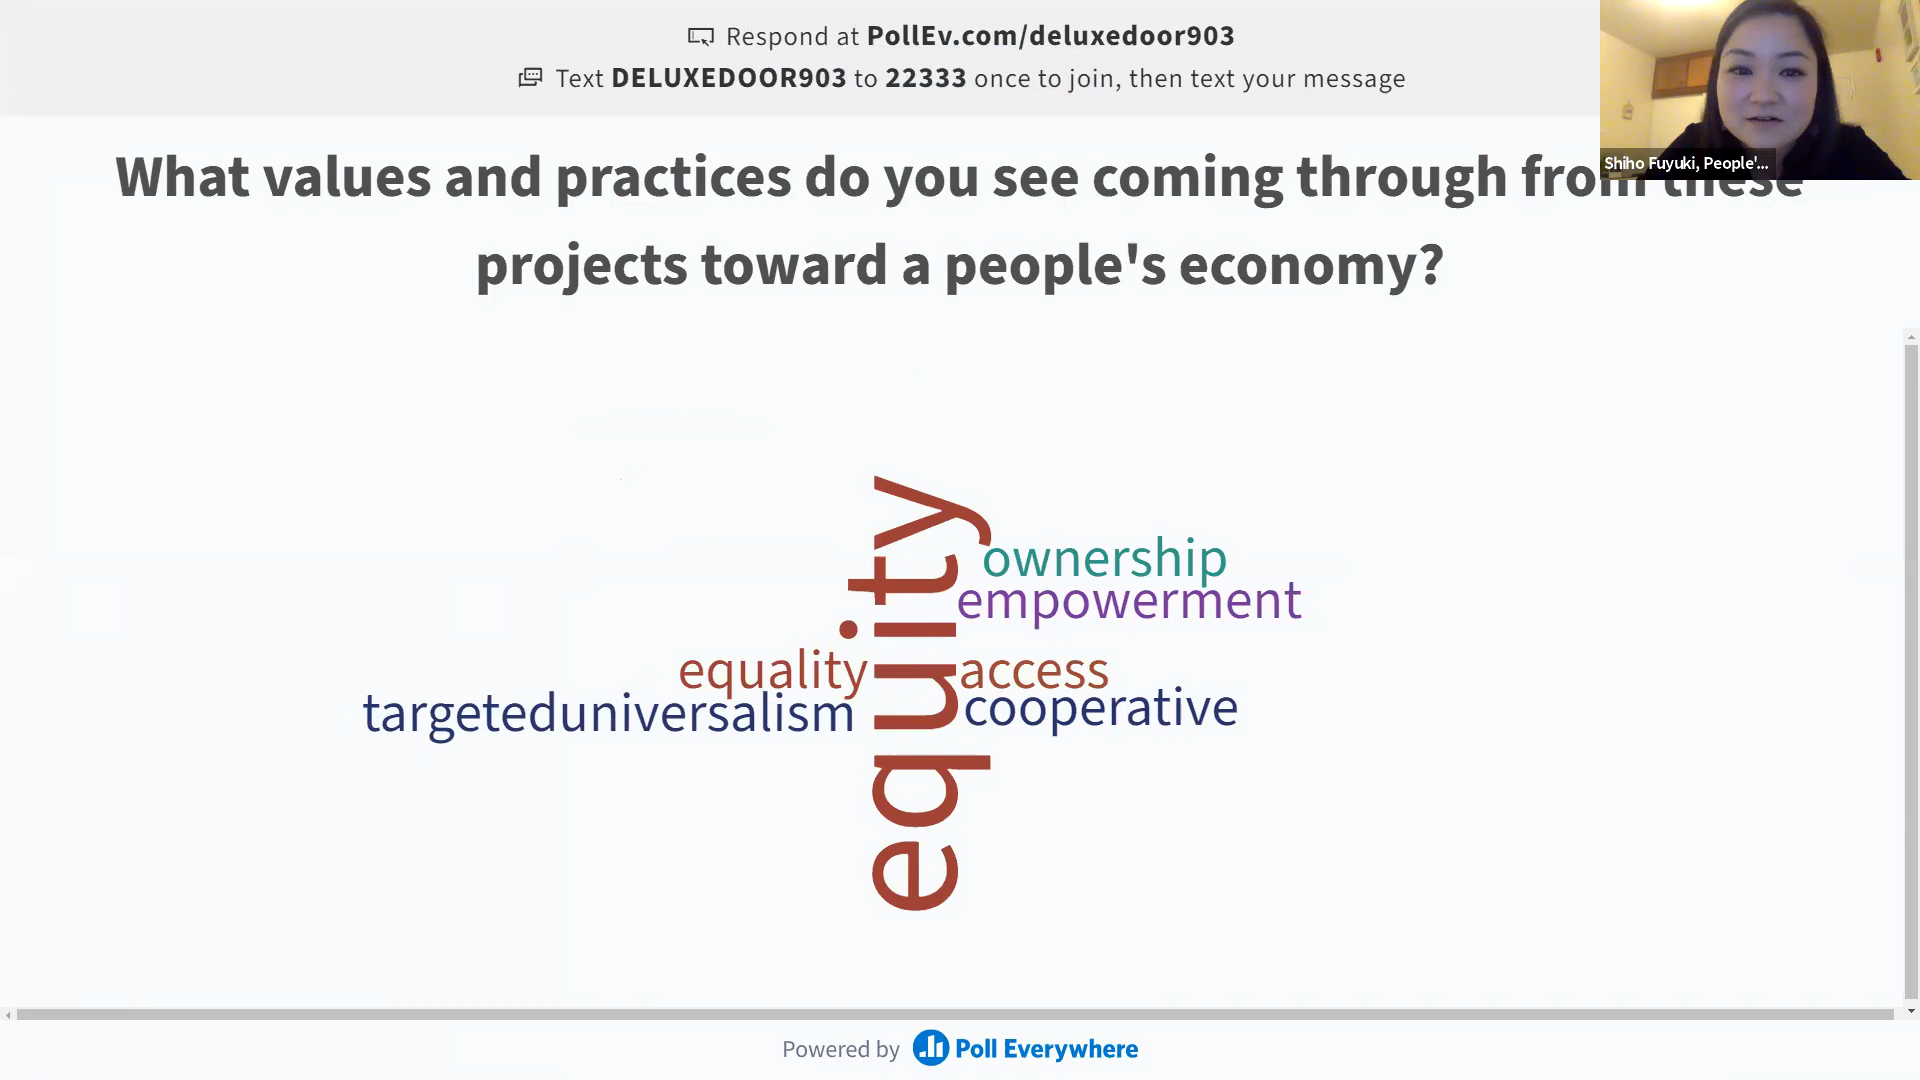 Respond at PollEv.com/deluxedoor903
Text DELUXEDOOR903 to 22333 once to join, then text your message
Shiho Fuyuki, People'...
What values and practices do you see coming through from these
projects toward a people's economy?
equity
ownership
empowerment
equality
access
targeteduniversalism
cooperative
Powered by Poll Everywhere